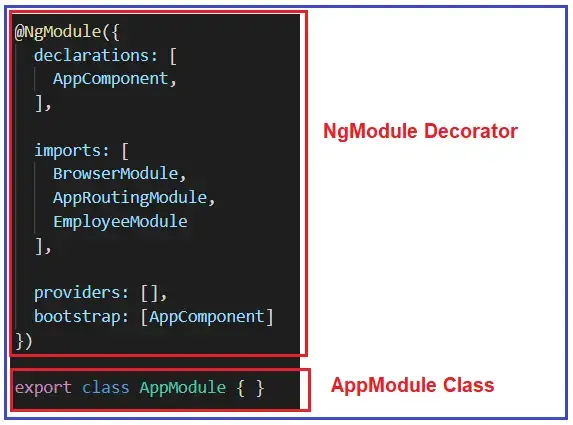 @NgModule({
declarations: [
AppComponent,
],
imports: [
BrowserModule,
AppRoutingModule,
EmployeeModule
],
providers: [],
bootstrap: [AppComponent]
})
export class AppModule { }
NgModule Decorator
AppModule Class